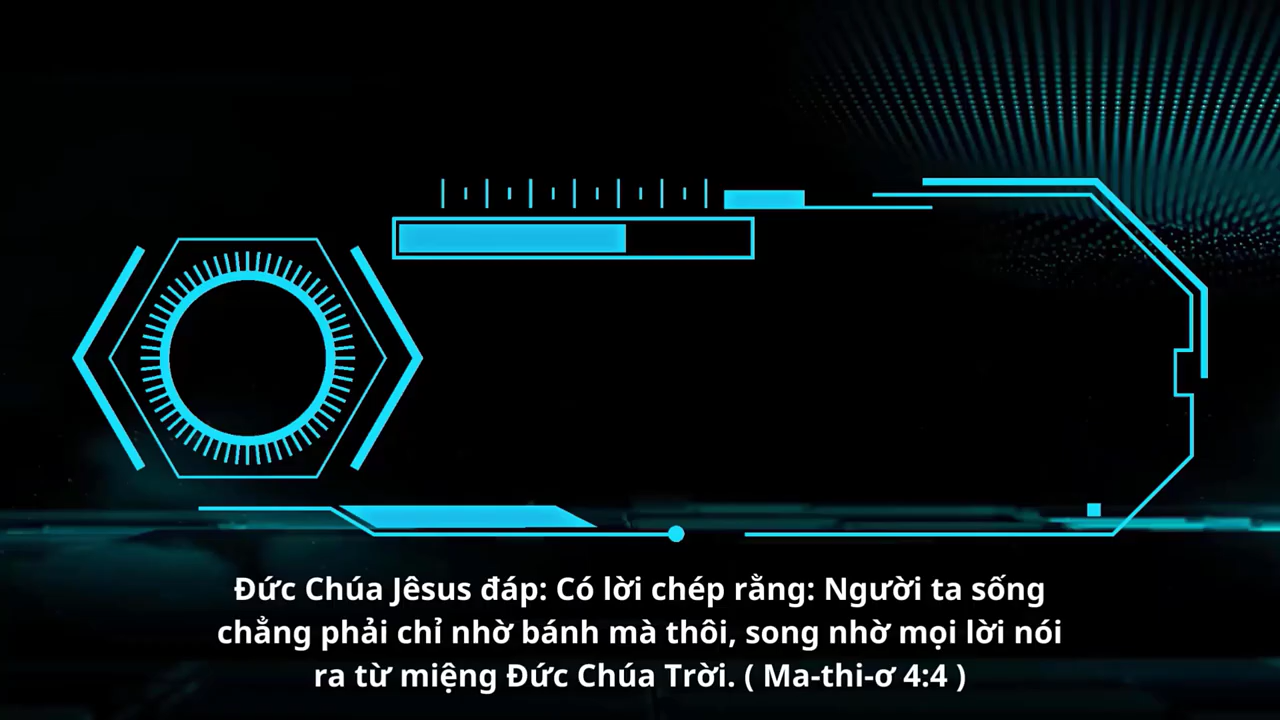 Đức Chúa Jêsus đáp: Có lời chép rằng: Người ta sống
chẳng phải chỉ nhờ bánh mà thôi, song nhờ mọi lời nói
ra từ miệng Đức Chúa Trời. ( Ma-thi-ơ 4:4 )